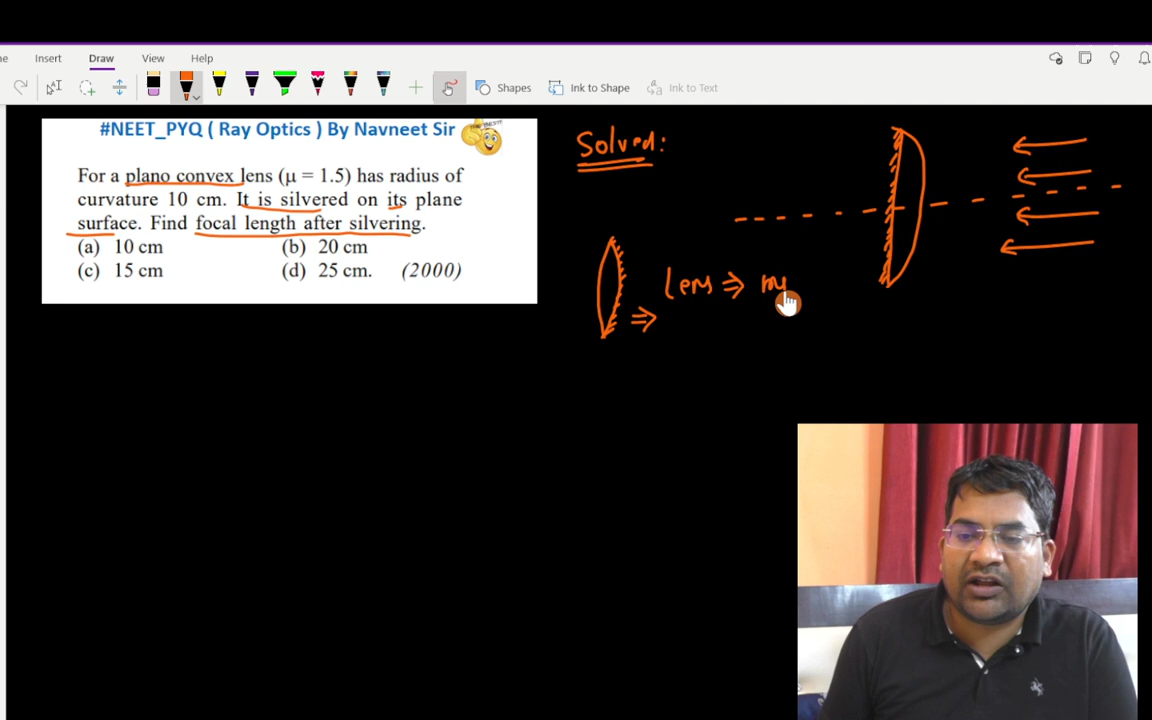 Insert Draw View Help
Shapes Ink to Shape Ink to Text
#NEET_PYQ ( Ray Optics ) By Navneet Sir
For a plano convex lens (μ = 1.5) has radius of
curvature 10 cm. It is silvered on its plane
surface. Find focal length after silvering.
(a) 10 cm (b) 20 cm
(c) 15 cm (d) 25 cm. (2000)
Solved:
lens ⇒